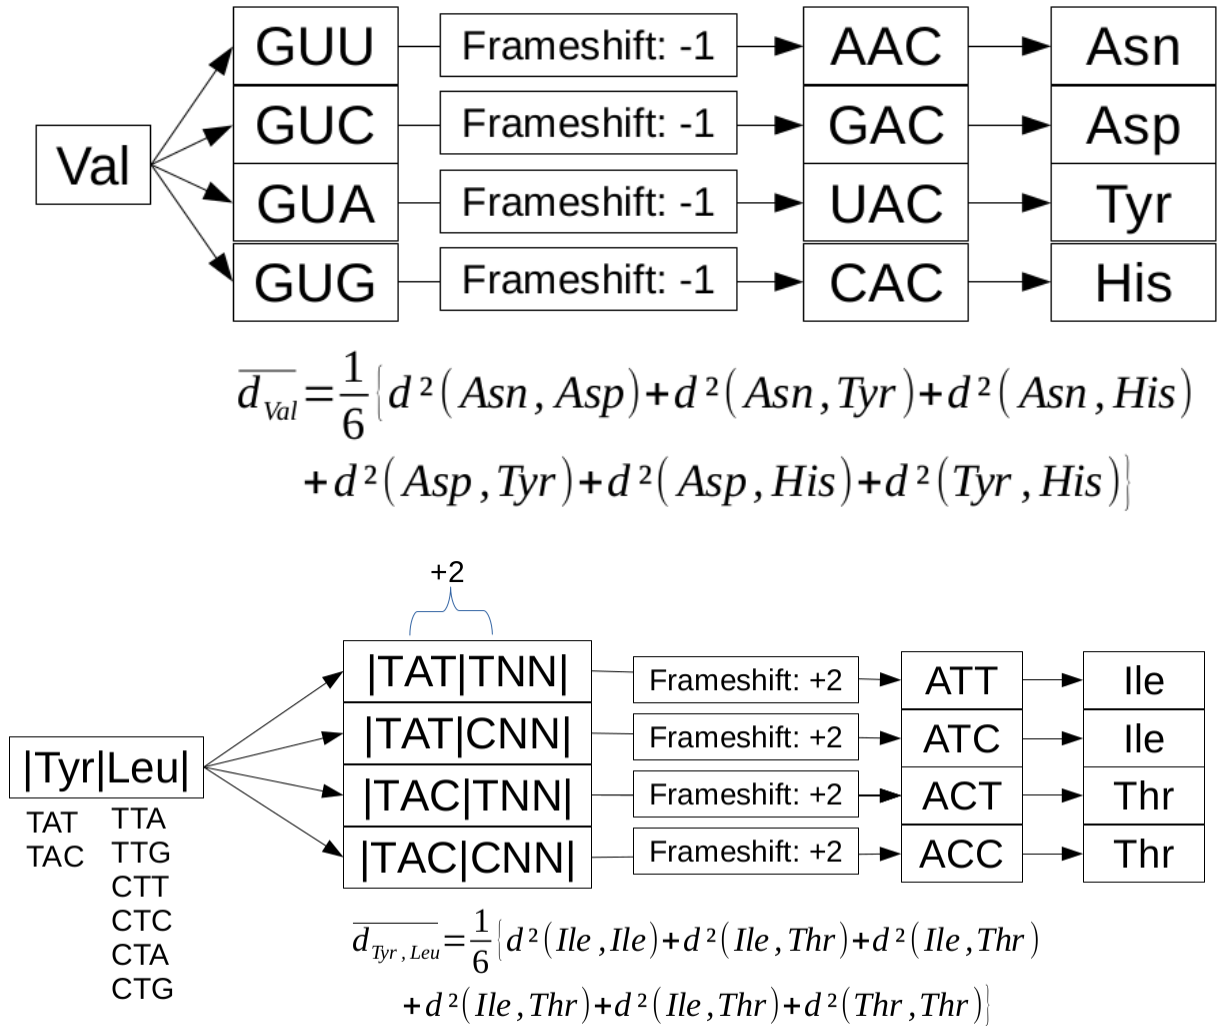 GUU Frameshift: -1 AAC Asn
GUC Frameshift: -1 GAC Asp
Val
GUA Frameshift: -1 UAC Tyr
GUG Frameshift: -1 CAC His
d_Val = 1/6 {d²(Asn, Asp)+d²(Asn, Tyr)+d²(Asn, His)
+d²(Asp, Tyr)+d²(Asp, His)+d²(Tyr, His)}
+2
|TAT|TNN| Frameshift: +2 ATT Ile
|TAT|CNN| Frameshift: +2 ATC Ile
|Tyr|Leu|
|TAC|TNN| Frameshift: +2 ACT Thr
|TAC|CNN| Frameshift: +2 ACC Thr
TAT TTA
TAC TTG
CTT
CTC
CTA
CTG
d_Tyr,Leu = 1/6 {d²(Ile, Ile)+d²(Ile, Thr)+d²(Ile, Thr)
+d²(Ile, Thr)+d²(Ile, Thr)+d²(Thr, Thr)}